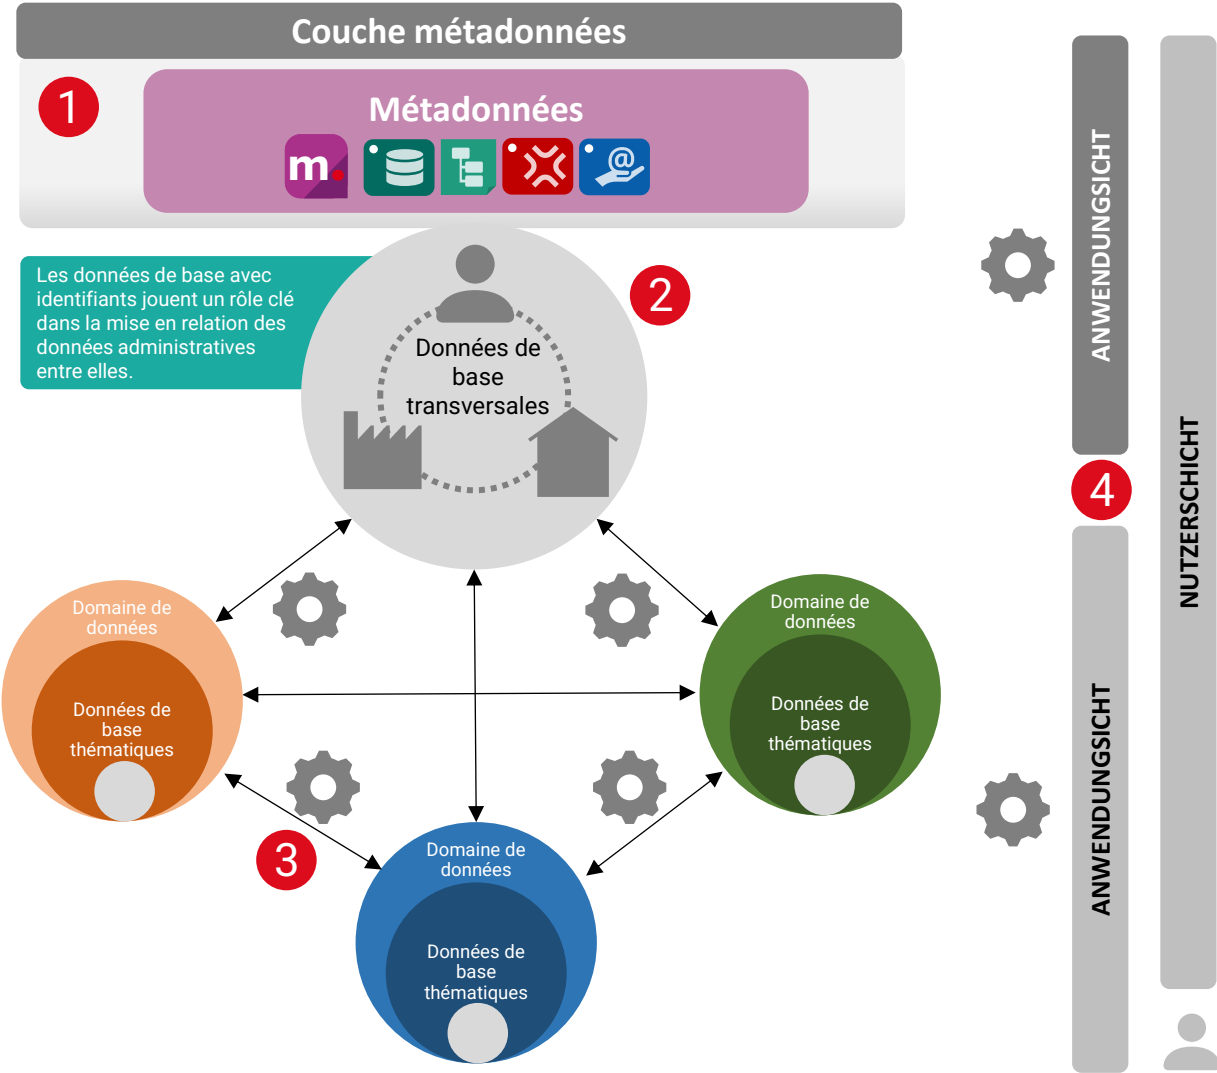 Couche métadonnées
1
Métadonnées
m.
@
Les données de base avec
identifiants jouent un rôle clé
dans la mise en relation des
données administratives
entre elles.
2
Données de
base
transversales
ANWENDUNGSICHT
4
NUTZERSCHICHT
ANWENDUNGSICHT
Domaine de
données
Données de
base
thématiques
Domaine de
données
Données de
base
thématiques
3
Domaine de
données
Données de
base
thématiques